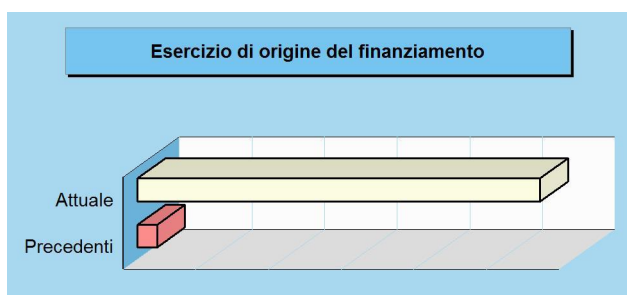 Esercizio di origine del finanziamento
Attuale
Precedenti